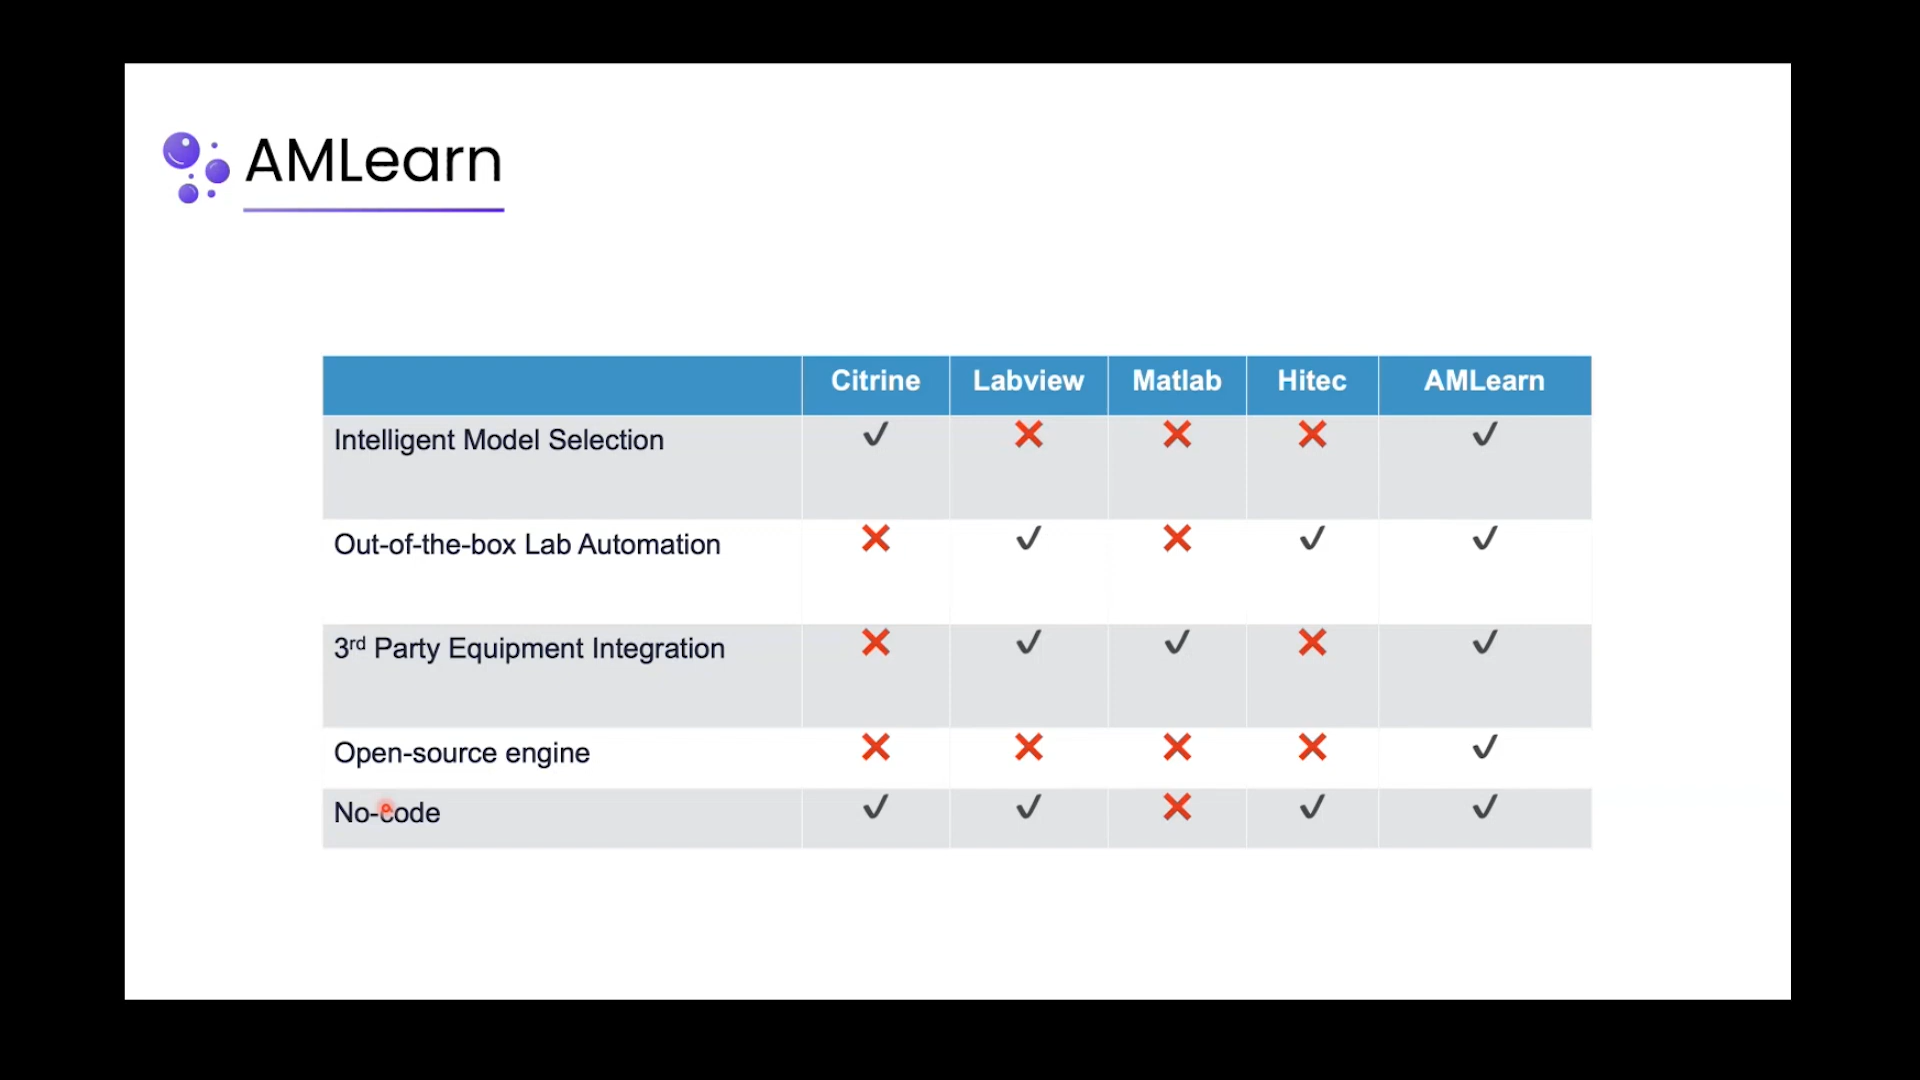 AMLearn
Citrine Labview Matlab Hitec AMLearn
Intelligent Model Selection ✓ ✗ ✗ ✗ ✓
Out-of-the-box Lab Automation ✗ ✓ ✗ ✓ ✓
3rd Party Equipment Integration ✗ ✓ ✓ ✗ ✓
Open-source engine ✗ ✗ ✗ ✗ ✓
No-code ✓ ✓ ✗ ✓ ✓